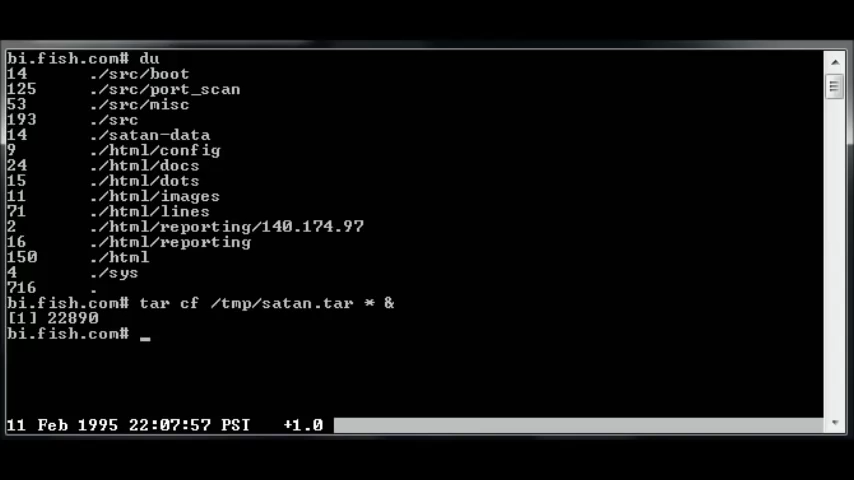 bi.fish.com# du
14 ./src/boot
125 ./src/port_scan
53 ./src/misc
193 ./src
14 ./satan-data
9 ./html/config
24 ./html/docs
15 ./html/dots
11 ./html/images
71 ./html/lines
2 ./html/reporting/140.174.97
16 ./html/reporting
150 ./html
4 ./sys
716 .
bi.fish.com# tar cf /tmp/satan.tar * &
[1] 22890
bi.fish.com# _
11 Feb 1995 22:07:57 PSI +1.0